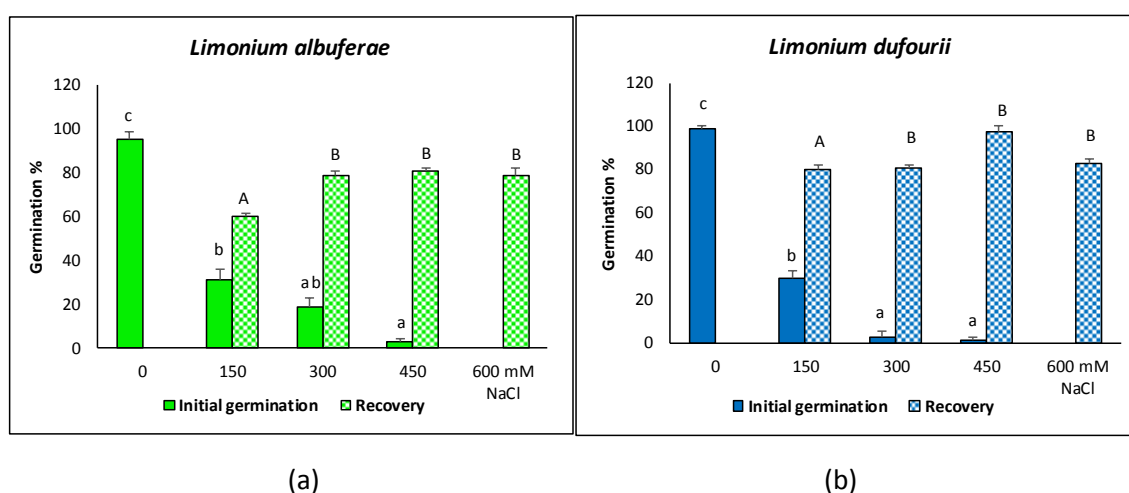 Limonium albuferae
Germination %
120
100
80
60
40
20
0
c
b
A
ab
B
a
B
B
0
150
300
450
600 mM
NaCl
Initial germination
Recovery
(a)
Limonium dufourii
Germination %
120
100
80
60
40
20
0
c
b
A
a
B
a
B
B
0
150
300
450
600 mM
NaCl
Initial germination
Recovery
(b)